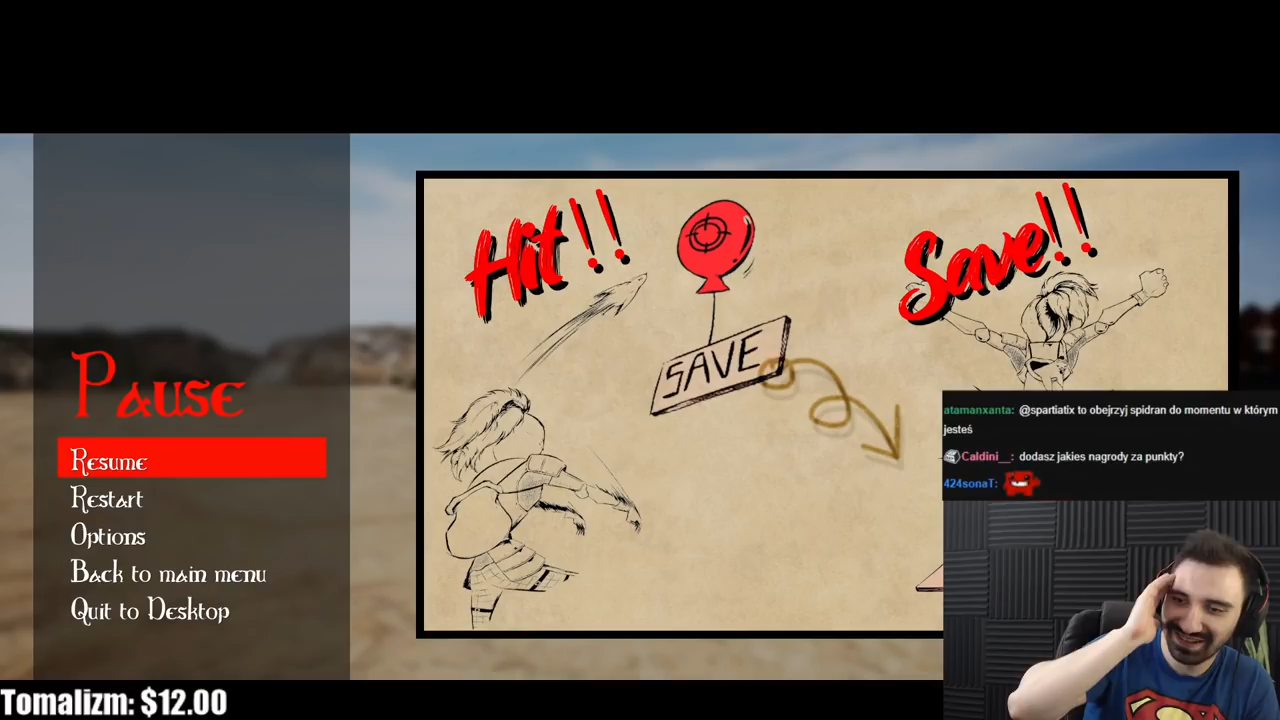 Hit!!
Save!!
SAVE
Pause
Resume
Restart
Options
Back to main menu
Quit to Desktop
atamanxanta: @spartiatix to obejrzyj spidran do momentu w którym
jesteś
Caldini__: dodasz jakies nagrody za punkty?
424sonaT:
Tomalizm: $12.00